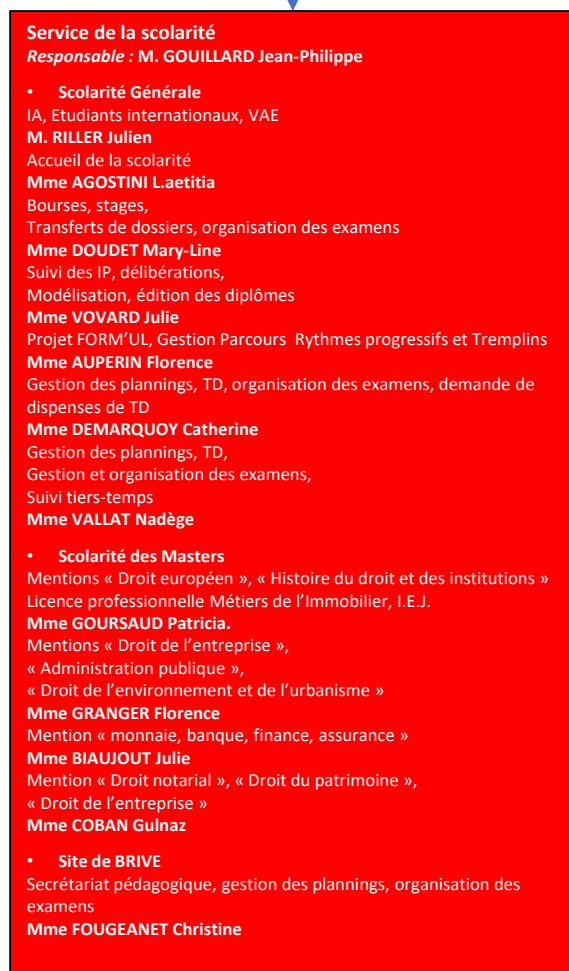 Service de la scolarité
Responsable : M. GOUILLARD Jean-Philippe
• Scolarité Générale
IA, Etudiants internationaux, VAE
M. RILLER Julien
Accueil de la scolarité
Mme AGOSTINI L.aetitia
Bourses, stages,
Transferts de dossiers, organisation des examens
Mme DOUDET Mary-Line
Suivi des IP, délibérations,
Modélisation, édition des diplômes
Mme VOVARD Julie
Projet FORM’UL, Gestion Parcours Rythmes progressifs et Tremplins
Mme AUPERIN Florence
Gestion des plannings, TD, organisation des examens, demande de
dispenses de TD
Mme DEMARQUOY Catherine
Gestion des plannings, TD,
Gestion et organisation des examens,
Suivi tiers-temps
Mme VALLAT Nadège
• Scolarité des Masters
Mentions « Droit européen », « Histoire du droit et des institutions »
Licence professionnelle Métiers de l’Immobilier, I.E.J.
Mme GOURSAUD Patricia.
Mentions « Droit de l’entreprise »,
« Administration publique »,
« Droit de l’environnement et de l’urbanisme »
Mme GRANGER Florence
Mention « monnaie, banque, finance, assurance »
Mme BIAUJOUT Julie
Mention « Droit notarial », « Droit du patrimoine »,
« Droit de l’entreprise »
Mme COBAN Gulnaz
• Site de BRIVE
Secrétariat pédagogique, gestion des plannings, organisation des
examens
Mme FOUGEANET Christine